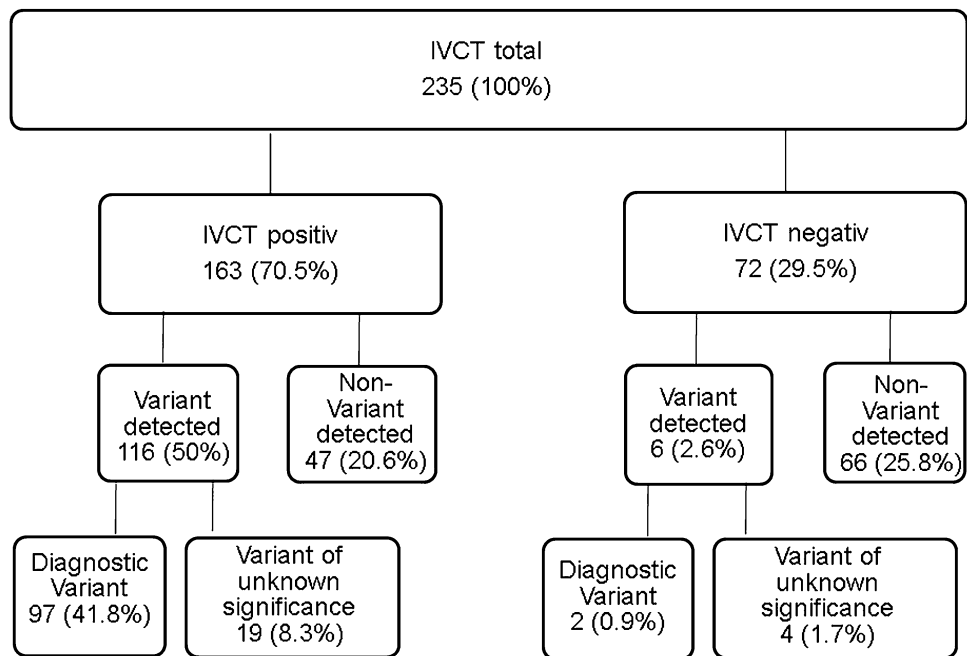 IVCT total
235 (100%)
IVCT positiv
163 (70.5%)
IVCT negativ
72 (29.5%)
Variant
detected
116 (50%)
Non-
Variant
detected
47 (20.6%)
Variant
detected
6 (2.6%)
Non-
Variant
detected
66 (25.8%)
Diagnostic
Variant
97 (41.8%)
Variant of
unknown
significance
19 (8.3%)
Diagnostic
Variant
2 (0.9%)
Variant of
unknown
significance
4 (1.7%)